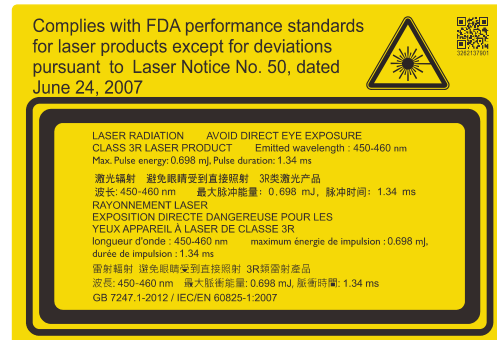 Complies with FDA performance standards
for laser products except for deviations
pursuant to Laser Notice No. 50, dated
June 24, 2007
3262137901
LASER RADIATION AVOID DIRECT EYE EXPOSURE
CLASS 3R LASER PRODUCT Emitted wavelength : 450-460 nm
Max. Pulse energy: 0.698 mJ, Pulse duration: 1.34 ms
激光辐射 避免眼睛受到直接照射 3R类激光产品
波长: 450-460 nm 最大脉冲能量: 0.698 mJ, 脉冲时间: 1.34 ms
RAYONNEMENT LASER
EXPOSITION DIRECTE DANGEREUSE POUR LES
YEUX APPAREIL À LASER DE CLASSE 3R
longueur d'onde : 450-460 nm maximum énergie de impulsion : 0.698 mJ,
durée de impulsion : 1.34 ms
雷射輻射 避免眼睛受到直接照射 3R類雷射產品
波長: 450-460 nm 最大脈衝能量: 0.698 mJ, 脈衝時間: 1.34 ms
GB 7247.1-2012 / IEC/EN 60825-1:2007